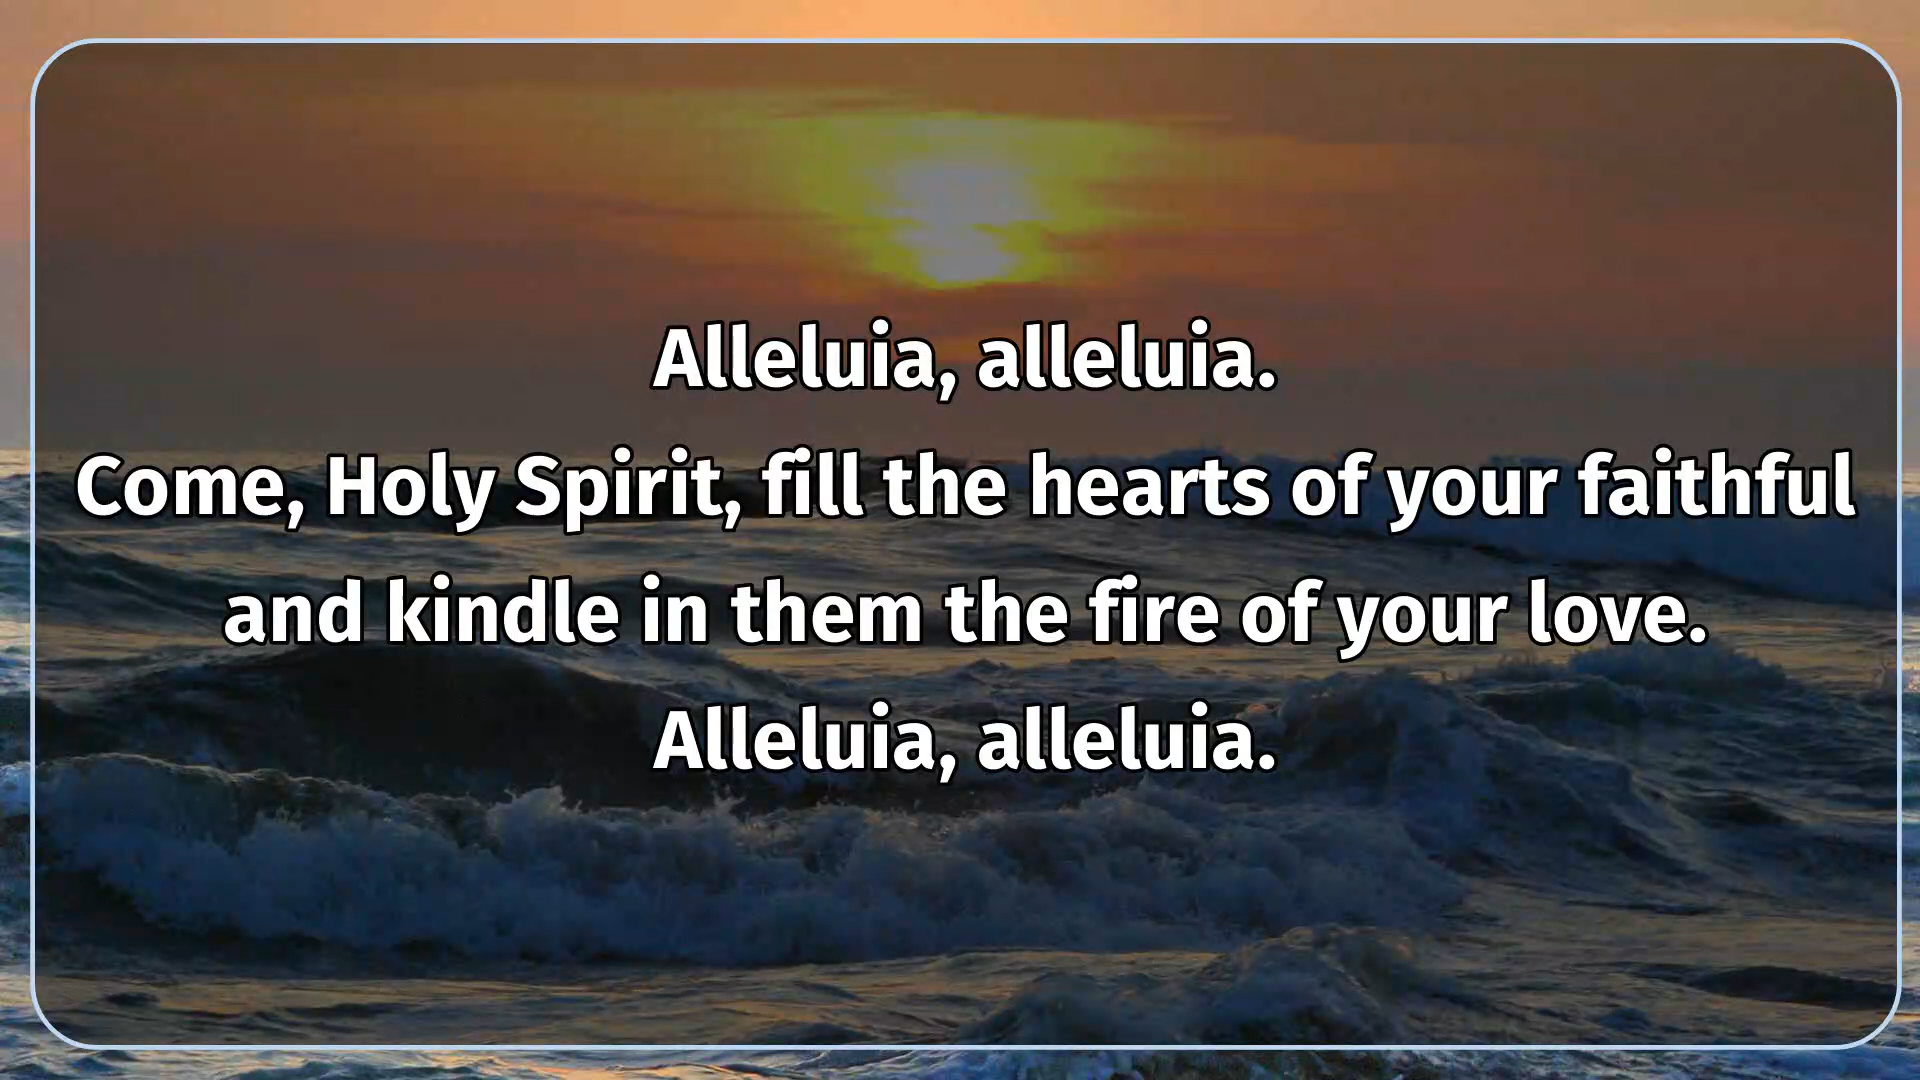 Alleluia, alleluia.
Come, Holy Spirit, fill the hearts of your faithful
and kindle in them the fire of your love.
Alleluia, alleluia.